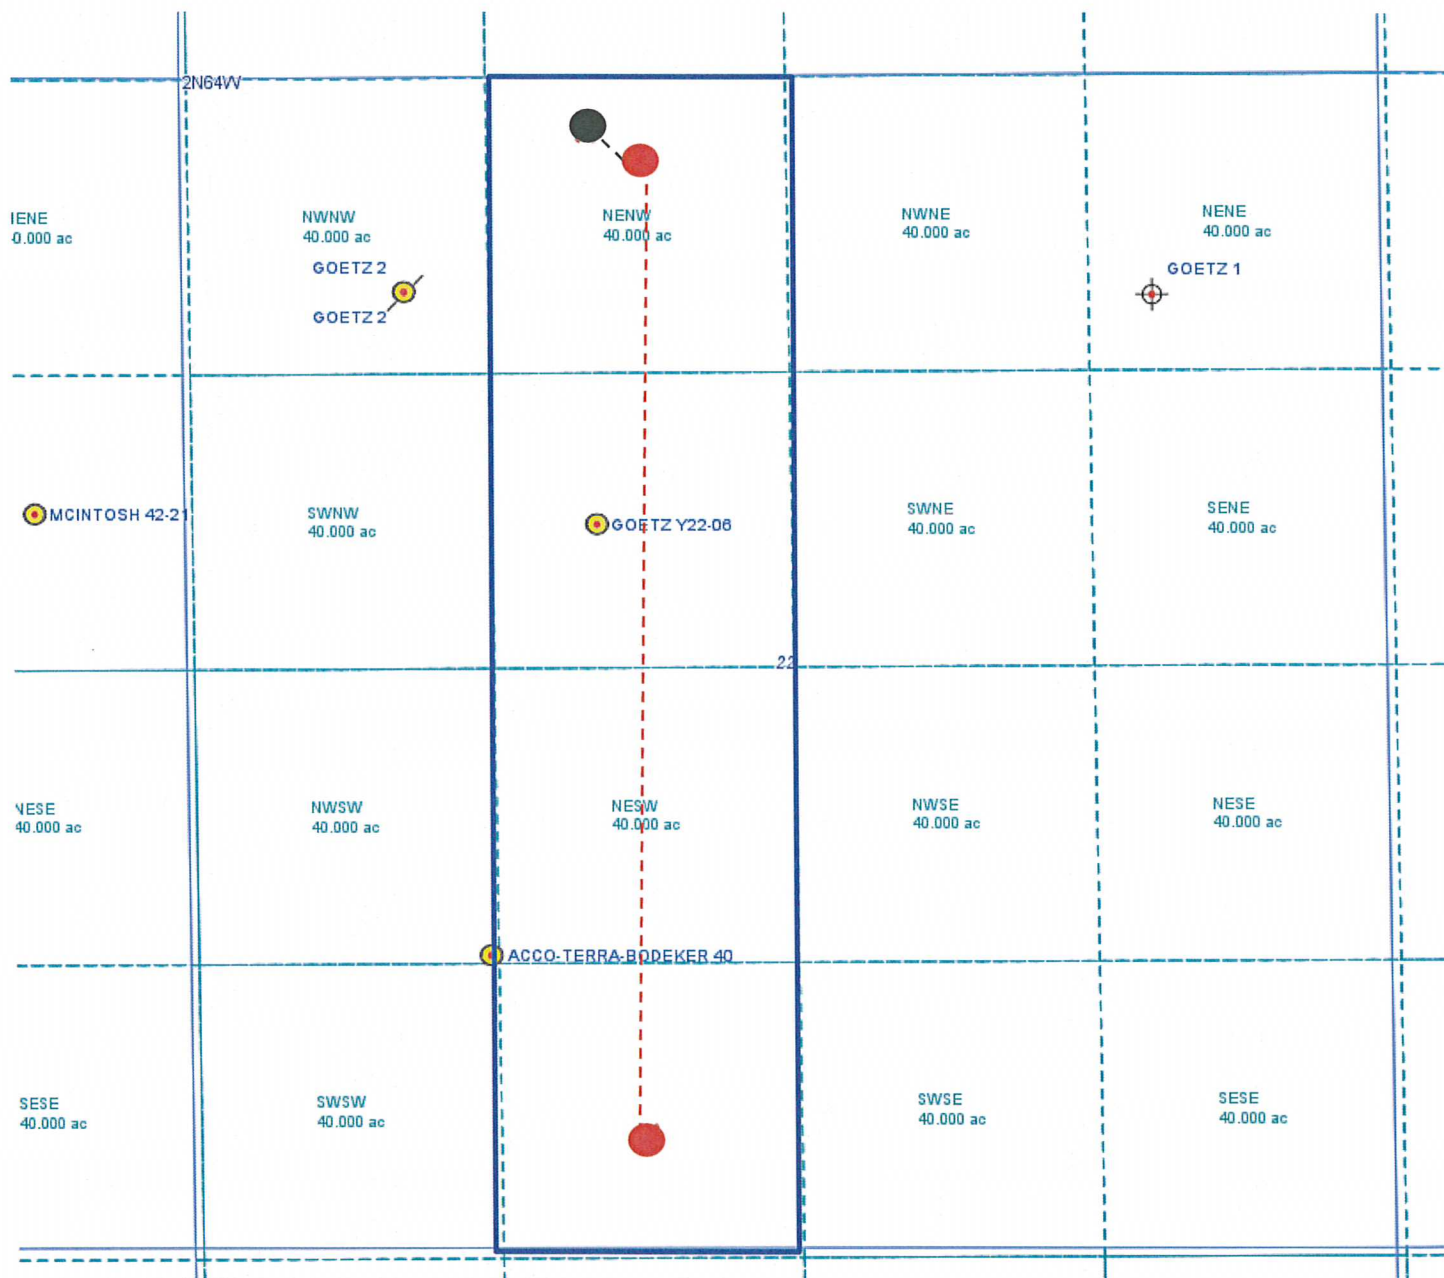 2N64W
IENE
0.000 ac
NWNW
40.000 ac
NENW
40.000 ac
NWNE
40.000 ac
NENE
40.000 ac
GOETZ 2
GOETZ 2
GOETZ 1
MCINTOSH 42-21
SWNW
40.000 ac
GOETZ Y22-06
SWNE
40.000 ac
SENE
40.000 ac
22
NESE
40.000 ac
NWSW
40.000 ac
NESW
40.000 ac
NWSE
40.000 ac
NESE
40.000 ac
ACCO-TERRA-BODEKER 40
SESE
40.000 ac
SWSW
40.000 ac
SWSE
40.000 ac
SESE
40.000 ac